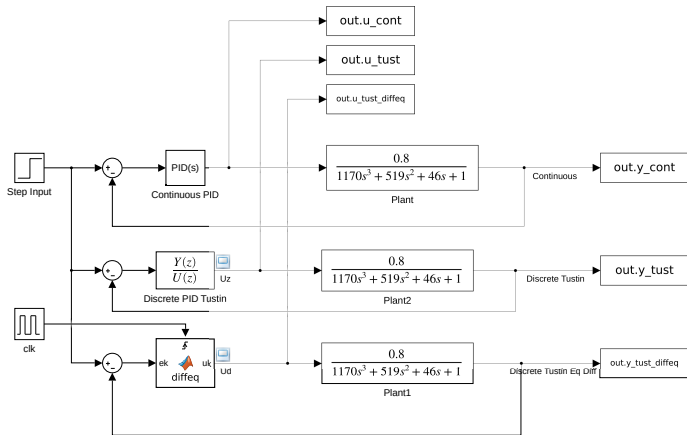 out.u_cont
out.u_tust
out.u_tust_diffeq
Step Input
+
−
PID(s)
Continuous PID
0.8
1170s³ + 519s² + 46s + 1
Plant
Continuous
out.y_cont
+
−
Y(z)
U(z)
Discrete PID Tustin
Uz
0.8
1170s³ + 519s² + 46s + 1
Plant2
Discrete Tustin
out.y_tust
clk
+
−
ek
uk
diffeq
Ud
0.8
1170s³ + 519s² + 46s + 1
Plant1
Discrete Tustin Eq Diff
out.y_tust_diffeq